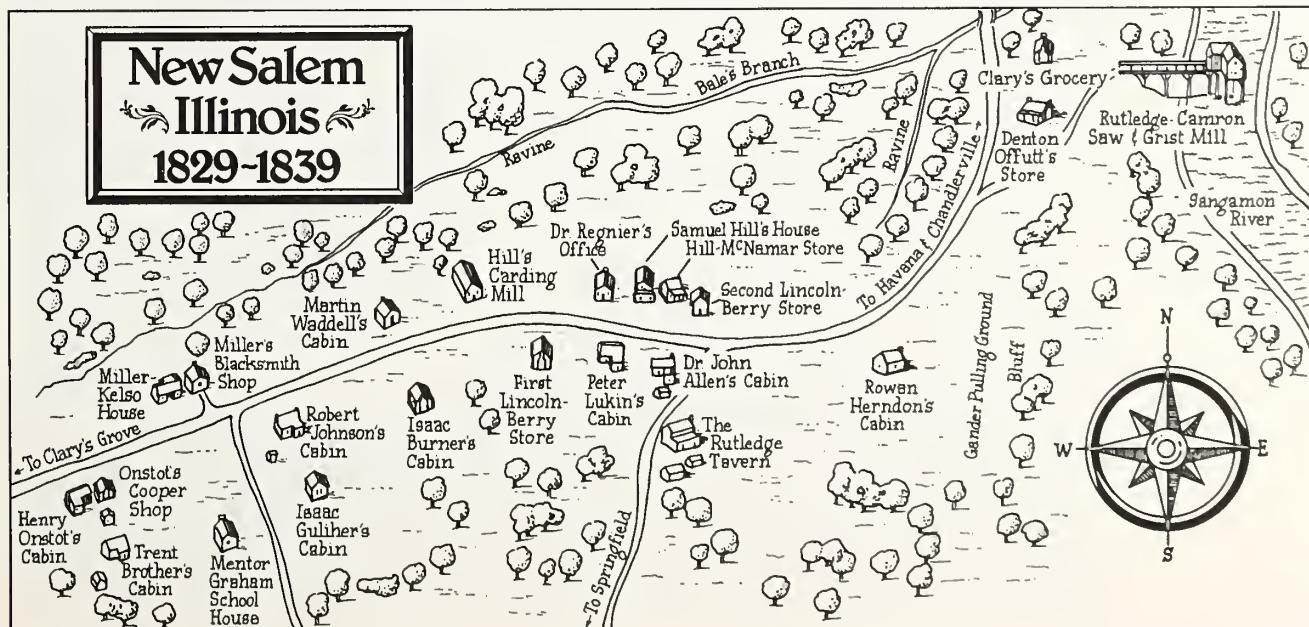 New Salem
Illinois
1829~1839
Bale's Branch
Ravine
Ravine
Clary's Grocery
Rutledge-Camron
Saw & Grist Mill
Denton
Offutt's
Store
Sangamon
River
To Havana & Chandlerville
Dr. Regnier's
Office
Samuel Hill's House
Hill-McNamar Store
Second Lincoln-
Berry Store
Hill's
Carding
Mill
Martin
Waddell's
Cabin
Miller's
Blacksmith
Shop
Miller-
Kelso
House
To Clary's Grove
Robert
Johnson's
Cabin
Isaac
Burner's
Cabin
First
Lincoln-
Berry
Store
Peter
Lukin's
Cabin
Dr. John
Allen's Cabin
Rowan
Herndon's
Cabin
Gander Pulling Ground
Bluff
The
Rutledge
Tavern
Onstot's
Cooper
Shop
Henry
Onstot's
Cabin
Trent
Brother's
Cabin
Mentor
Graham
School
House
Isaac
Guliher's
Cabin
To Springfield
N
W
E
S